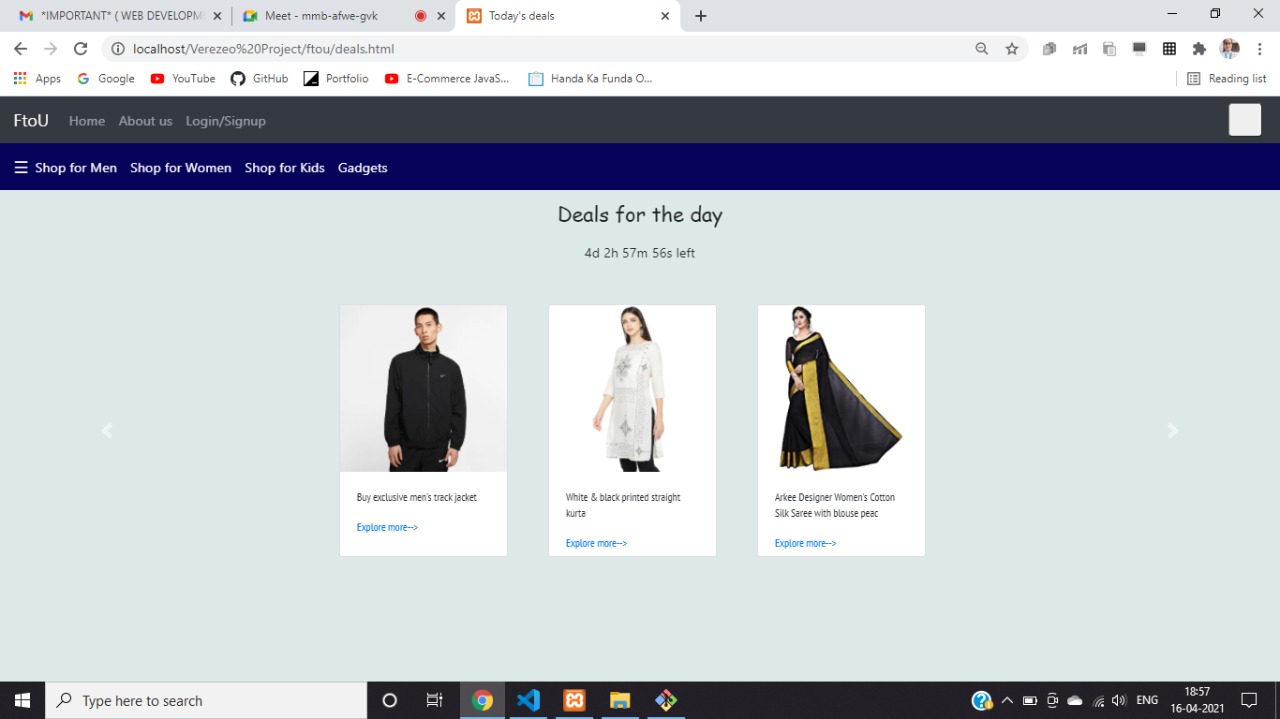 *IMPORTANT* ( WEB DEVELOPME
Meet - mmb-afwe-gvk
Today's deals
localhost/Verezeo%20Project/ftou/deals.html
Apps
Google
YouTube
GitHub
Portfolio
E-Commerce JavaS...
Handa Ka Funda O...
Reading list
FtoU
Home
About us
Login/Signup
☰ Shop for Men
Shop for Women
Shop for Kids
Gadgets
Deals for the day
4d 2h 57m 56s left
Buy exclusive men's track jacket
Explore more-->
White & black printed straight
kurta
Explore more-->
Arkee Designer Women's Cotton
Silk Saree with blouse peac
Explore more-->
Type here to search
ENG
18:57
16-04-2021